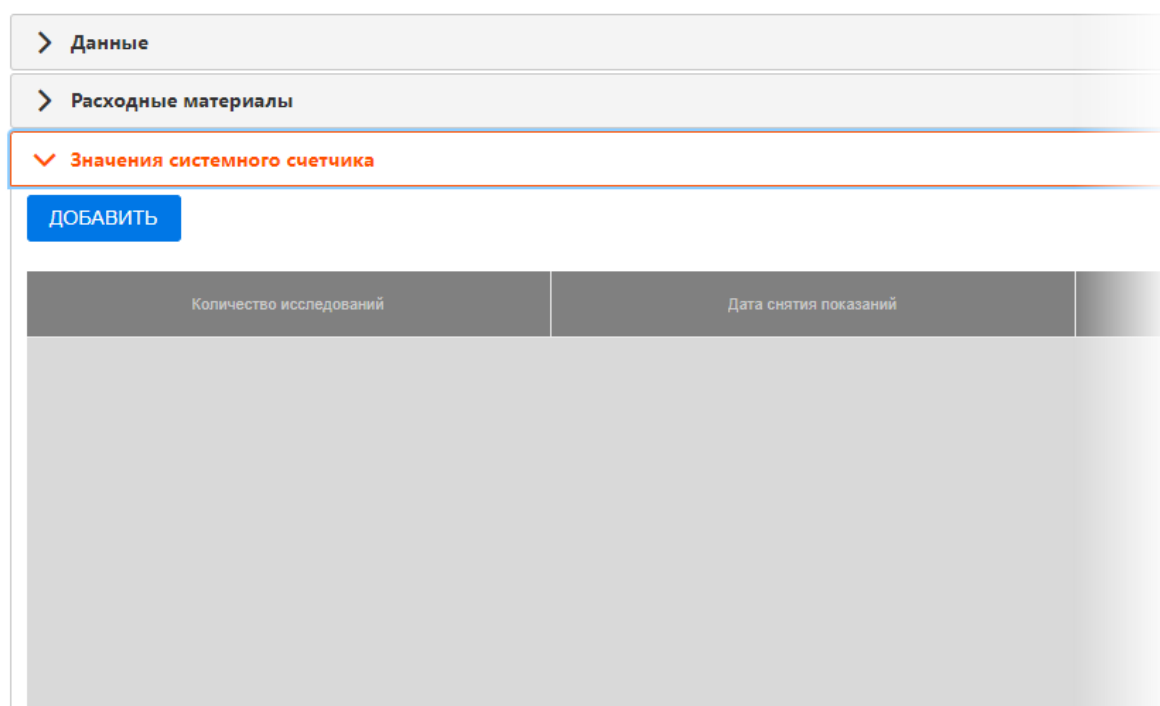 Данные
Расходные материалы
Значения системного счетчика
ДОБАВИТЬ
Количество исследований
Дата снятия показаний